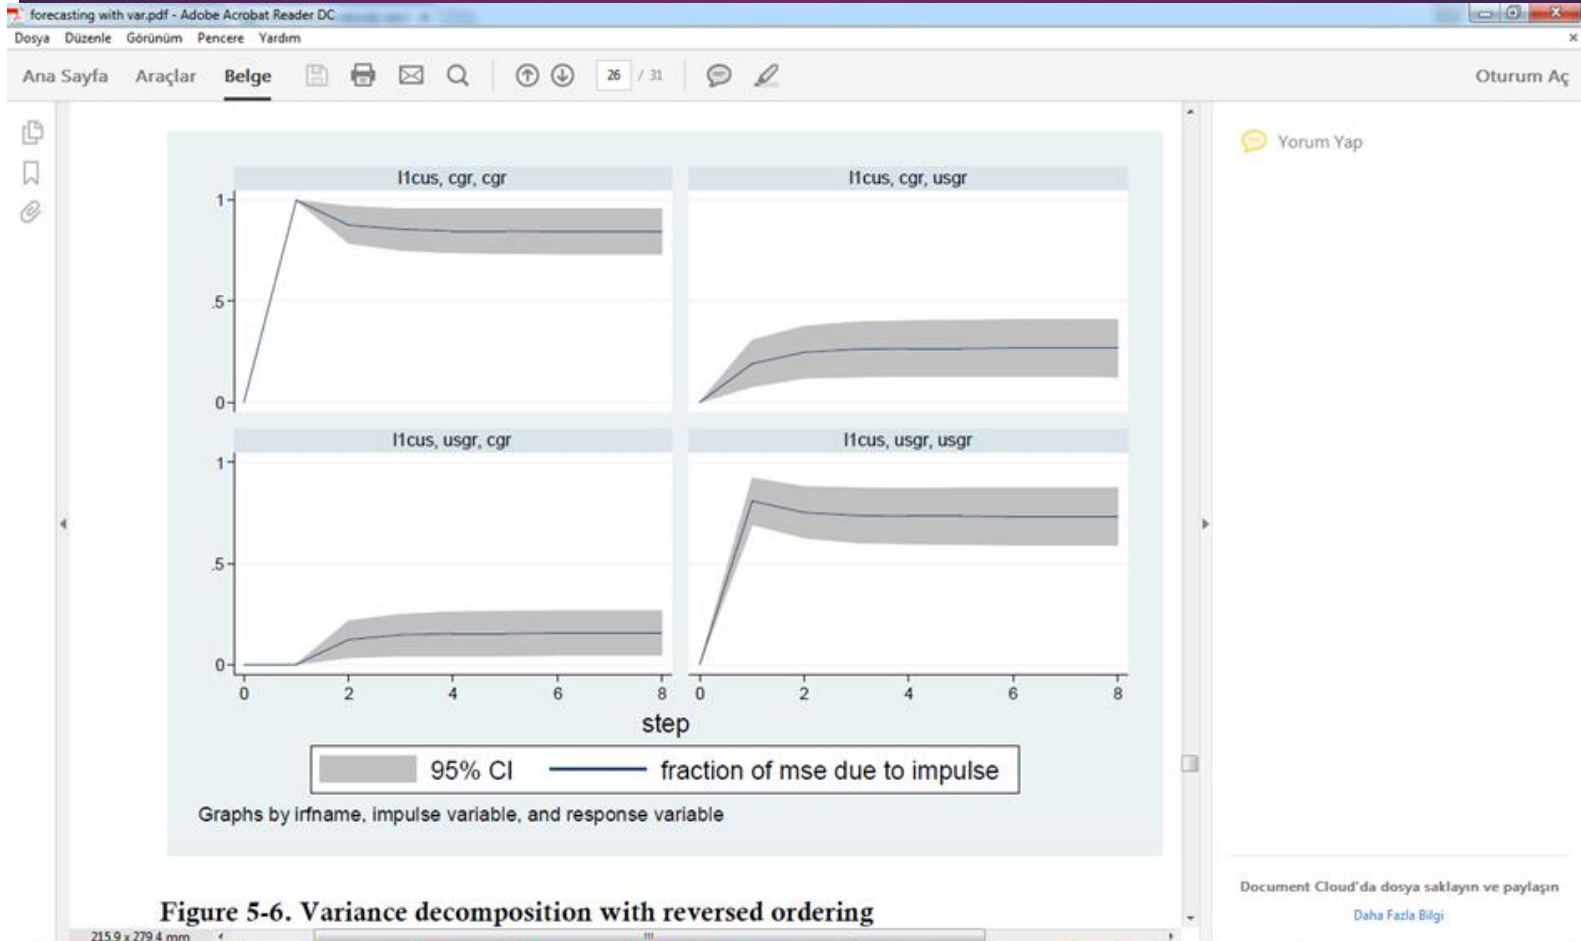 forecasting with var.pdf - Adobe Acrobat Reader DC
Dosya Düzenle Görünüm Pencere Yardım
Ana Sayfa Araçlar Belge 26 / 31 Oturum Aç
Yorum Yap
l1cus, cgr, cgr l1cus, cgr, usgr
1
.5
0
l1cus, usgr, cgr l1cus, usgr, usgr
1
.5
0
0 2 4 6 8 0 2 4 6 8
step
95% CI fraction of mse due to impulse
Graphs by irfname, impulse variable, and response variable
Figure 5-6. Variance decomposition with reversed ordering
Document Cloud'da dosya saklayın ve paylaşın
Daha Fazla Bilgi
215,9 x 279,4 mm